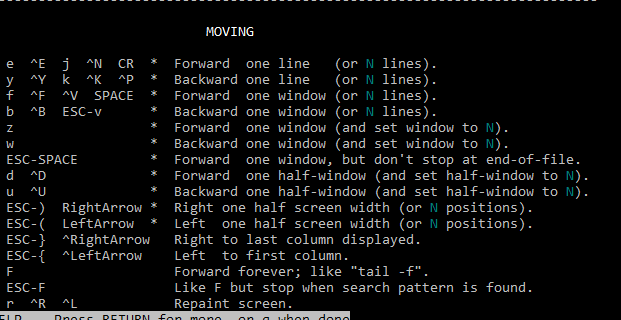 MOVING
e ^E j ^N CR * Forward one line (or N lines).
y ^Y k ^K ^P * Backward one line (or N lines).
f ^F ^V SPACE * Forward one window (or N lines).
b ^B ESC-v * Backward one window (or N lines).
z * Forward one window (and set window to N).
w * Backward one window (and set window to N).
ESC-SPACE * Forward one window, but don't stop at end-of-file.
d ^D * Forward one half-window (and set half-window to N).
u ^U * Backward one half-window (and set half-window to N).
ESC-) RightArrow * Right one half screen width (or N positions).
ESC-( LeftArrow * Left one half screen width (or N positions).
ESC-} ^RightArrow Right to last column displayed.
ESC-{ ^LeftArrow Left to first column.
F Forward forever; like "tail -f".
ESC-F Like F but stop when search pattern is found.
r ^R ^L Repaint screen.
ELP -- Press RETURN for more, or q when done